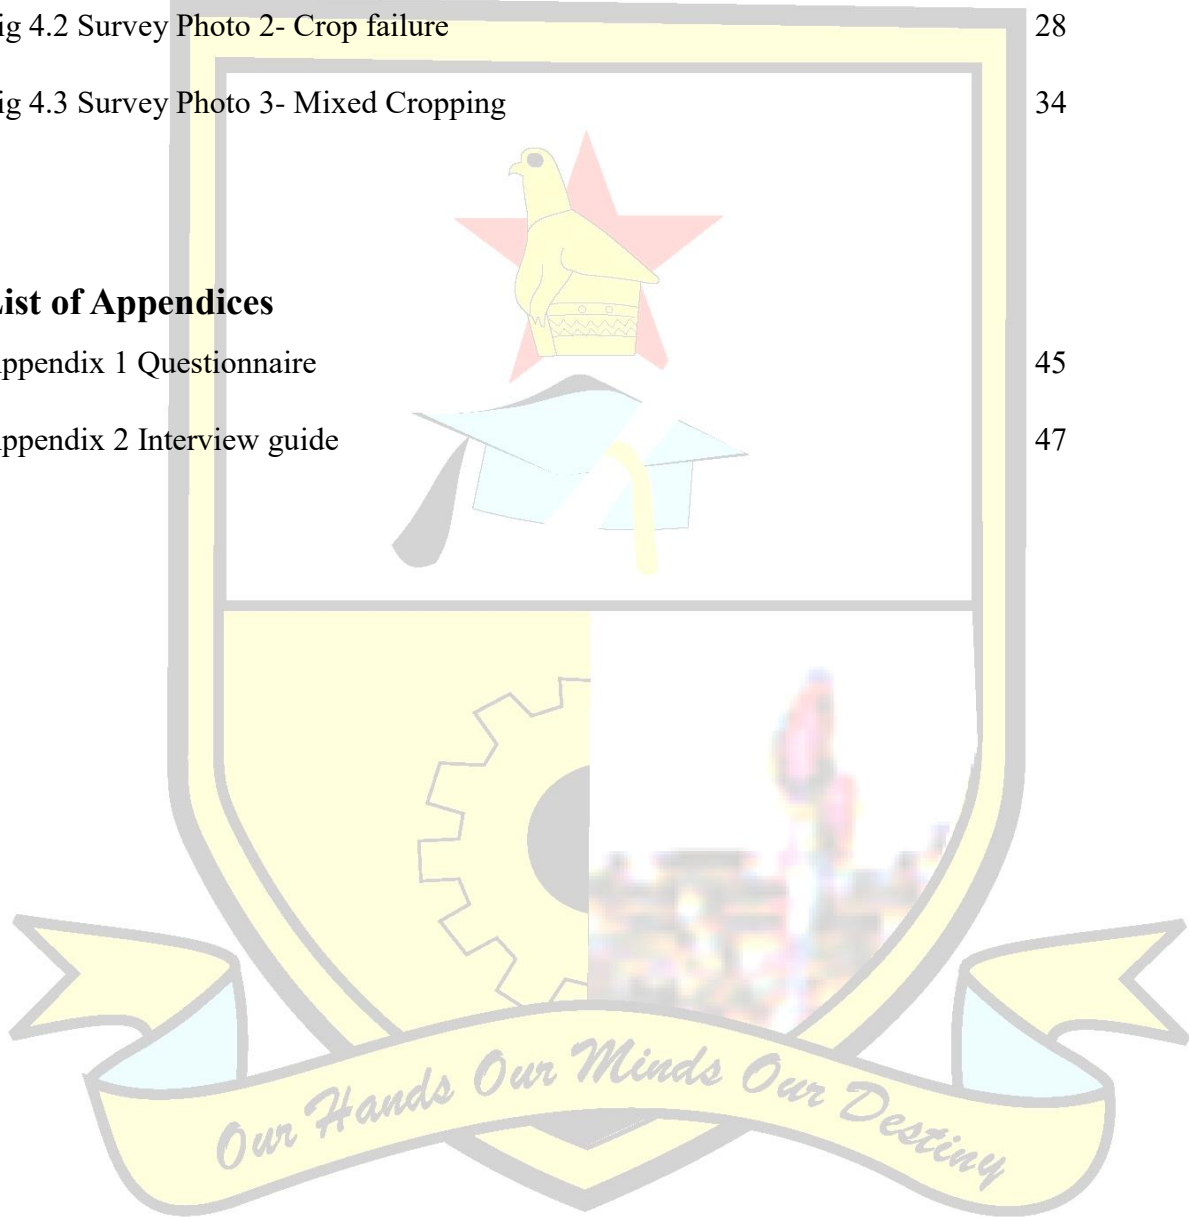 ig 4.2 Survey Photo 2- Crop failure 28
ig 4.3 Survey Photo 3- Mixed Cropping 34
List of Appendices
ppendix 1 Questionnaire 45
ppendix 2 Interview guide 47
Our Hands Our Minds Our Destiny